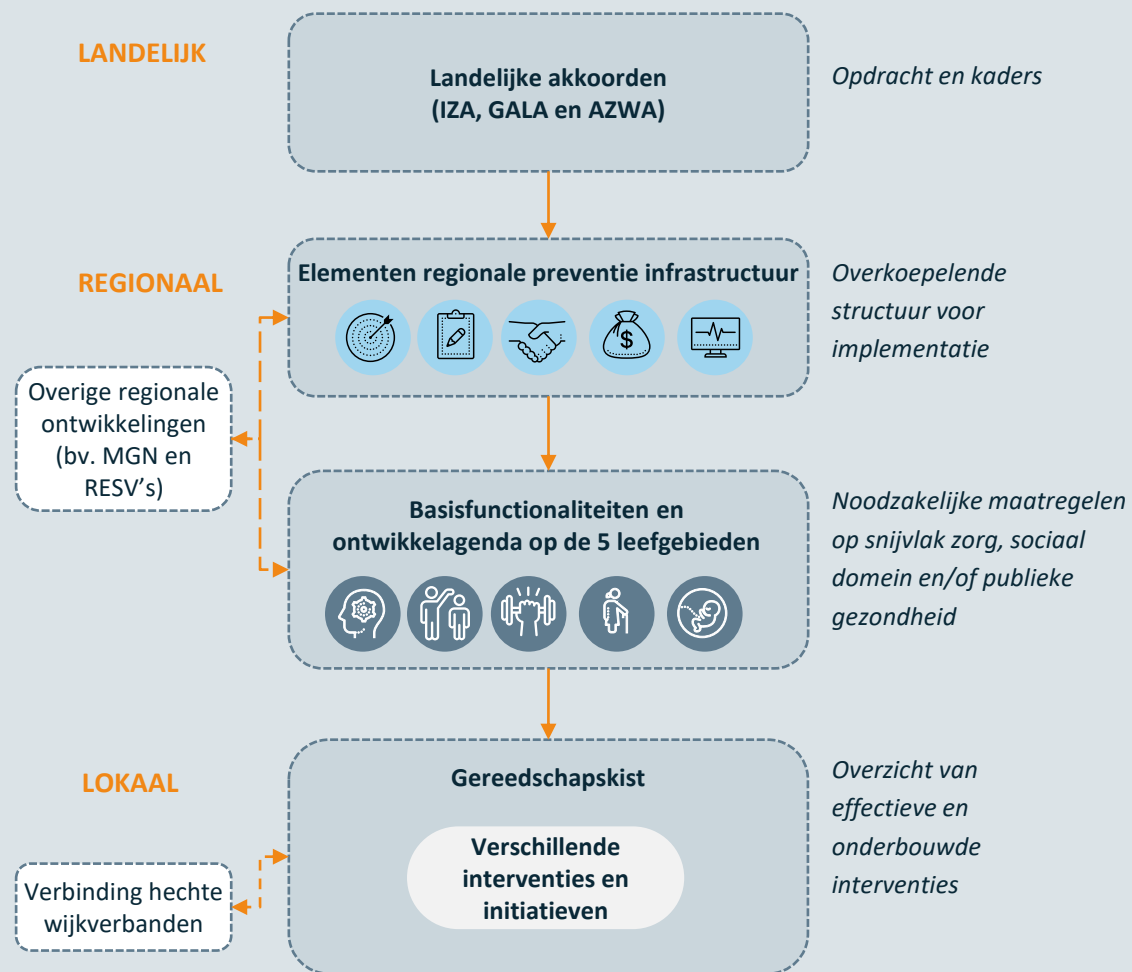 LANDELIJK
Landelijke akkoorden
(IZA, GALA en AZWA)
Opdracht en kaders
REGIONAAL
Elementen regionale preventie infrastructuur
$
Overkoepelende
structuur voor
implementatie
Overige regionale
ontwikkelingen
(bv. MGN en
RESV's)
Basisfunctionaliteiten en
ontwikkelagenda op de 5 leefgebieden
Noodzakelijke maatregelen
op snijvlak zorg, sociaal
domein en/of publieke
gezondheid
LOKAAL
Gereedschapskist
Verschillende
interventies en
initiatieven
Overzicht van
effectieve en
onderbouwde
interventies
Verbinding hechte
wijkverbanden